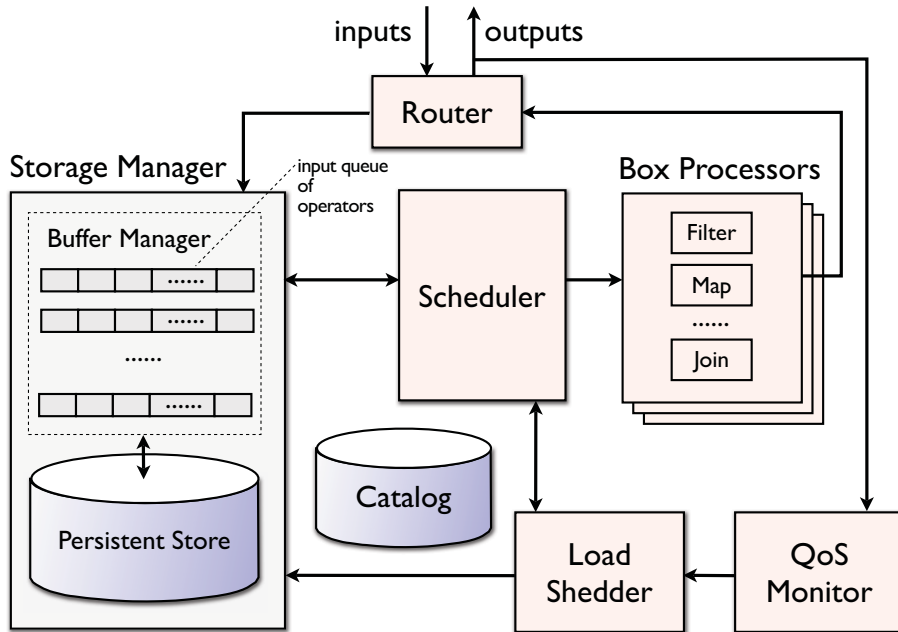 inputs
outputs
Router
Storage Manager
input queue
of
operators
Box Processors
Buffer Manager
......
......
......
......
Scheduler
Filter
Map
......
Join
Persistent Store
Catalog
Load
Shedder
QoS
Monitor